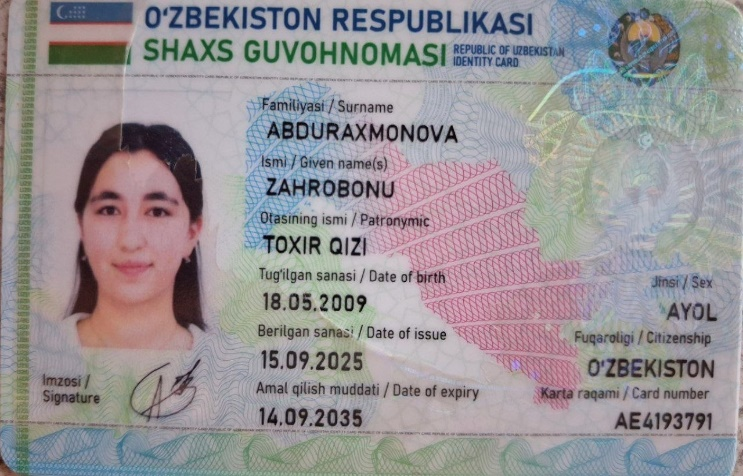 O‘ZBEKISTON RESPUBLIKASI
SHAXS GUVOHNOMASI REPUBLIC OF UZBEKISTAN
IDENTITY CARD
Familiyasi / Surname
ABDURAXMONOVA
Ismi / Given name(s)
ZAHROBONU
Otasining ismi / Patronymic
TOXIR QIZI
Tug‘ilgan sanasi / Date of birth
18.05.2009
Jinsi / Sex
AYOL
Berilgan sanasi / Date of issue
15.09.2025
Fuqaroligi / Citizenship
O‘ZBEKISTON
Imzosi /
Signature
Amal qilish muddati / Date of expiry
14.09.2035
Karta raqami / Card number
AE4193791